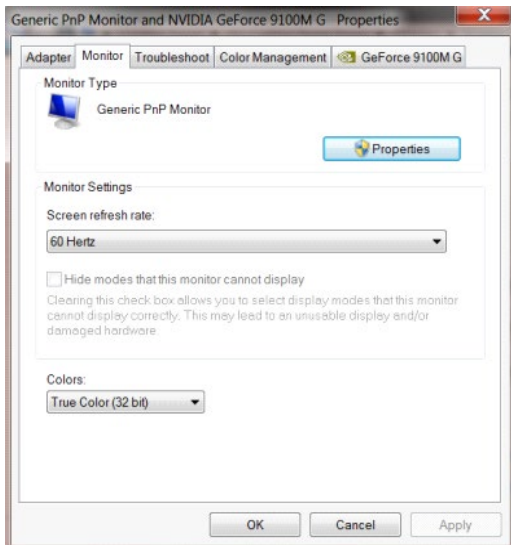 Generic PnP Monitor and NVIDIA GeForce 9100M G Properties
Adapter Monitor Troubleshoot Color Management GeForce 9100M G
Monitor Type
Generic PnP Monitor
Properties
Monitor Settings
Screen refresh rate:
60 Hertz
Hide modes that this monitor cannot display
Clearing this check box allows you to select display modes that this monitor
cannot display correctly. This may lead to an unusable display and/or
damaged hardware.
Colors:
True Color (32 bit)
OK Cancel Apply